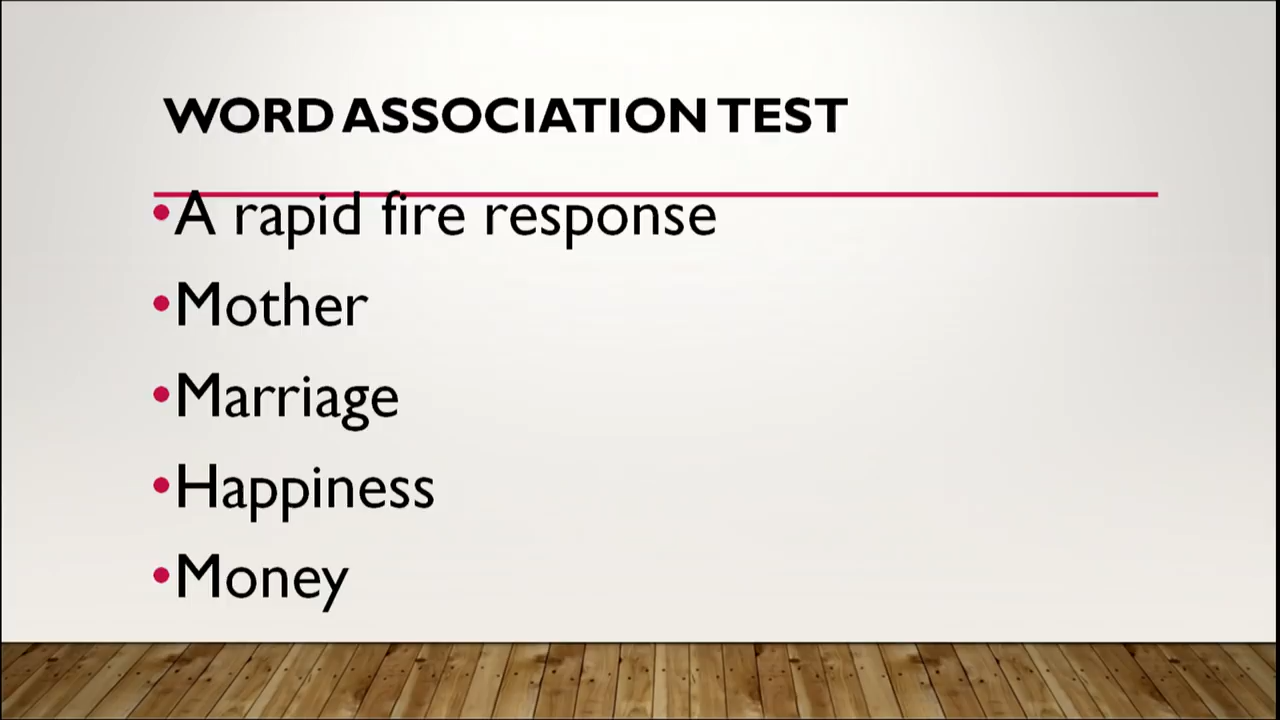 WORD ASSOCIATION TEST
•A rapid fire response
•Mother
•Marriage
•Happiness
•Money